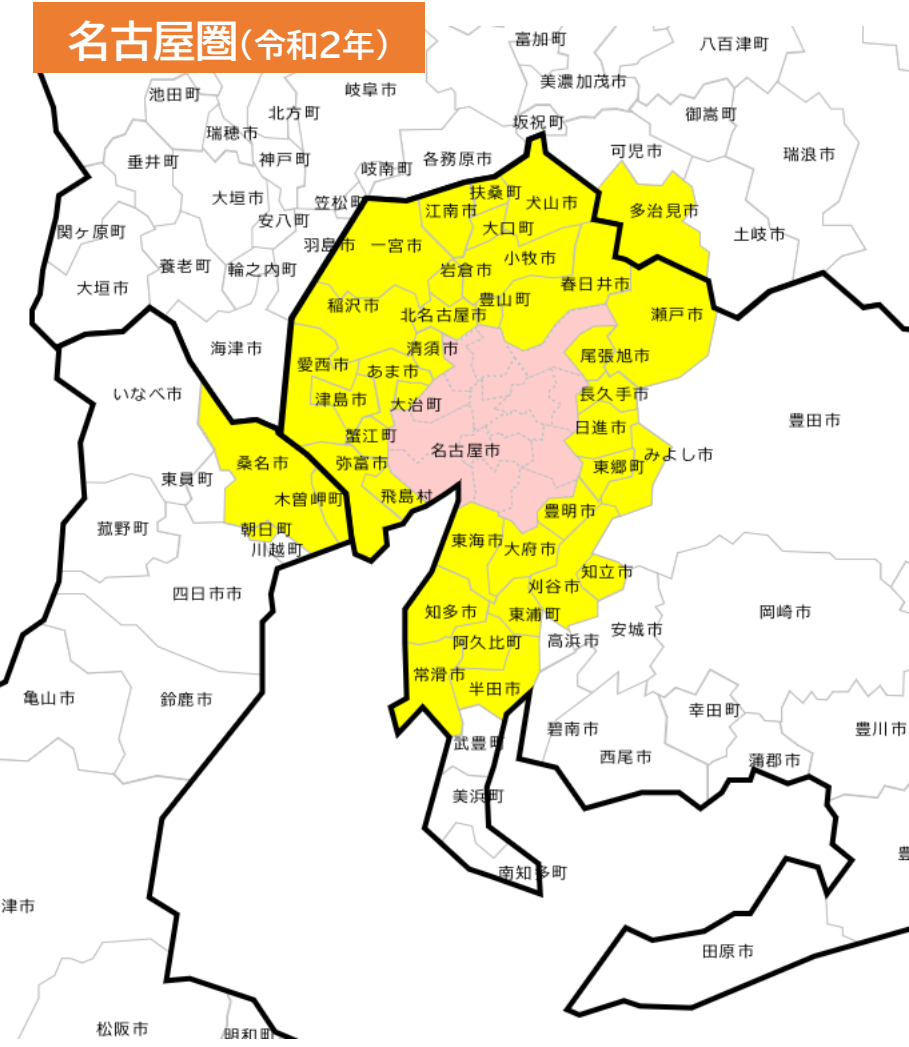 名古屋圏(令和2年)
富加町
八百津町
美濃加茂市
池田町
岐阜市
北方町
御嵩町
瑞穂市
坂祝町
垂井町
神戸町
岐南町
各務原市
可児市
瑞浪市
大垣市
笠松町
扶桑町
犬山市
安八町
江南市
多治見市
関ヶ原町
羽島市
一宮市
大口町
土岐市
養老町
輪之内町
岩倉市
小牧市
大垣市
春日井市
稲沢市
豊山町
北名古屋市
瀬戸市
海津市
清須市
尾張旭市
愛西市
あま市
いなべ市
津島市
大治町
長久手市
豊田市
蟹江町
日進市
名古屋市
みよし市
桑名市
弥富市
東郷町
東員町
木曽岬町
飛島村
豊明市
菰野町
朝日町
川越町
東海市
大府市
知立市
四日市市
刈谷市
知多市
東浦町
岡崎市
安城市
阿久比町
高浜市
常滑市
半田市
亀山市
鈴鹿市
幸田町
碧南市
豊川市
武豊町
西尾市
蒲郡市
美浜町
豊
南知多町
津市
田原市
松阪市
明和町